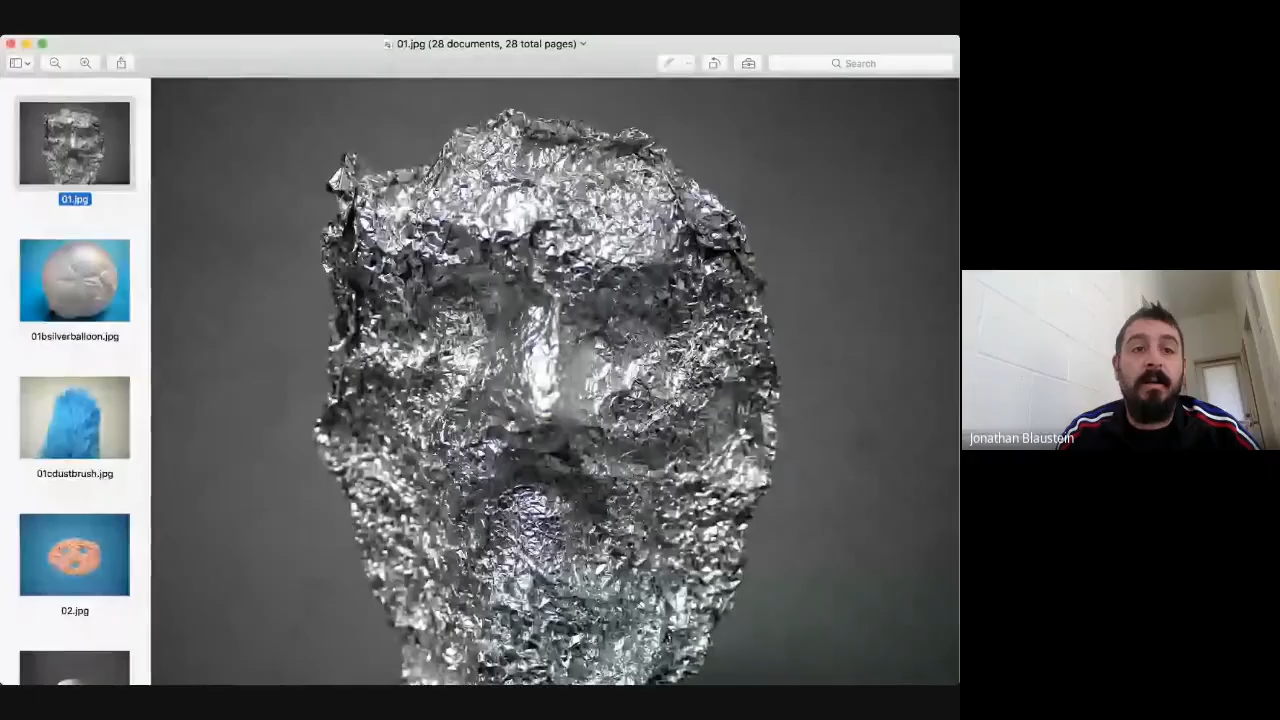 01.jpg (28 documents, 28 total pages)
Search
01.jpg
01bsilverballoon.jpg
01cdustbrush.jpg
02.jpg
Jonathan Blaustein